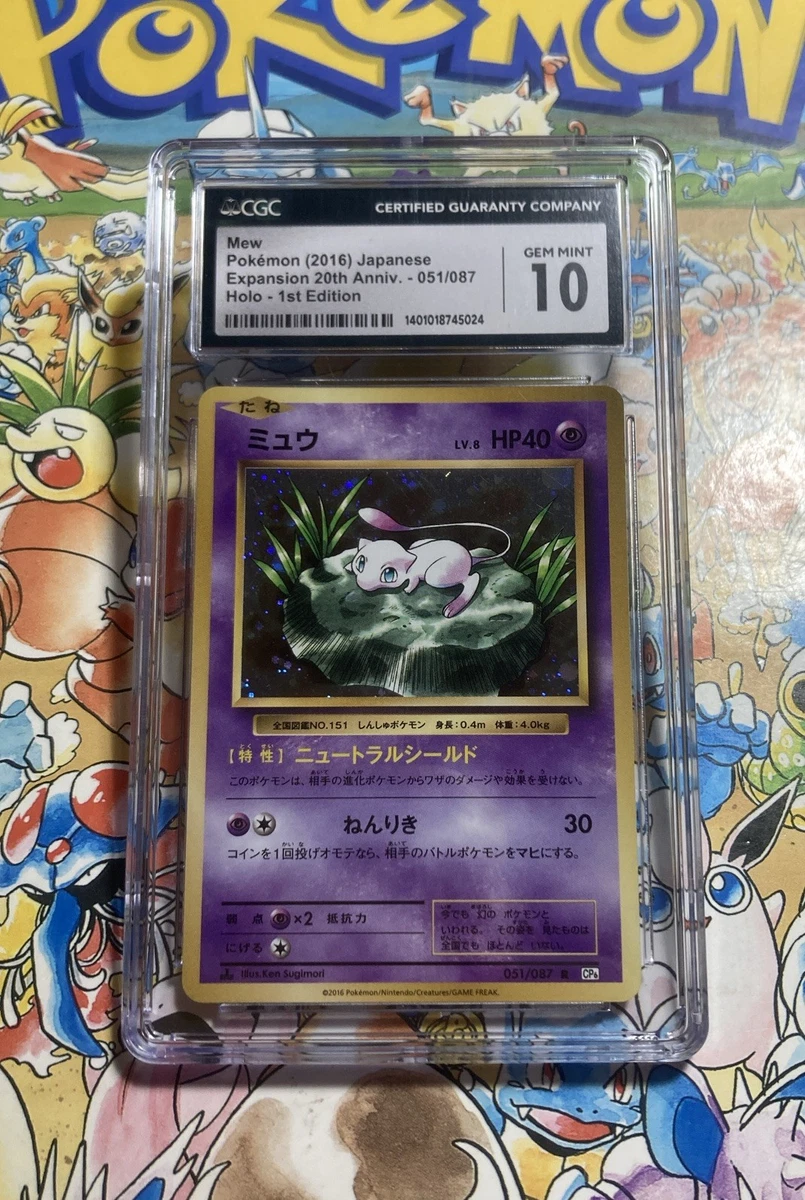 POKÉMON
CGC CERTIFIED GUARANTY COMPANY
Mew
Pokémon (2016) Japanese
Expansion 20th Anniv. - 051/087
Holo - 1st Edition
GEM MINT
10
1401018745024
たね
ミュウ LV.8 HP40
全国図鑑NO.151 しんしゅポケモン 身長:0.4m 体重:4.0kg
[特性] ニュートラルシールド
このポケモンは、相手の進化ポケモンからワザのダメージや効果を受けない。
ねんりき 30
コインを1回投げオモテなら、相手のバトルポケモンをマヒにする。
弱点 ×2 抵抗力
にげる
今でも 幻の ポケモンと
いわれる。 その姿を 見たものは
全国でも ほとんど いない。
Illus. Ken Sugimori 051/087 R CP6
©2016 Pokémon/Nintendo/Creatures/GAME FREAK.